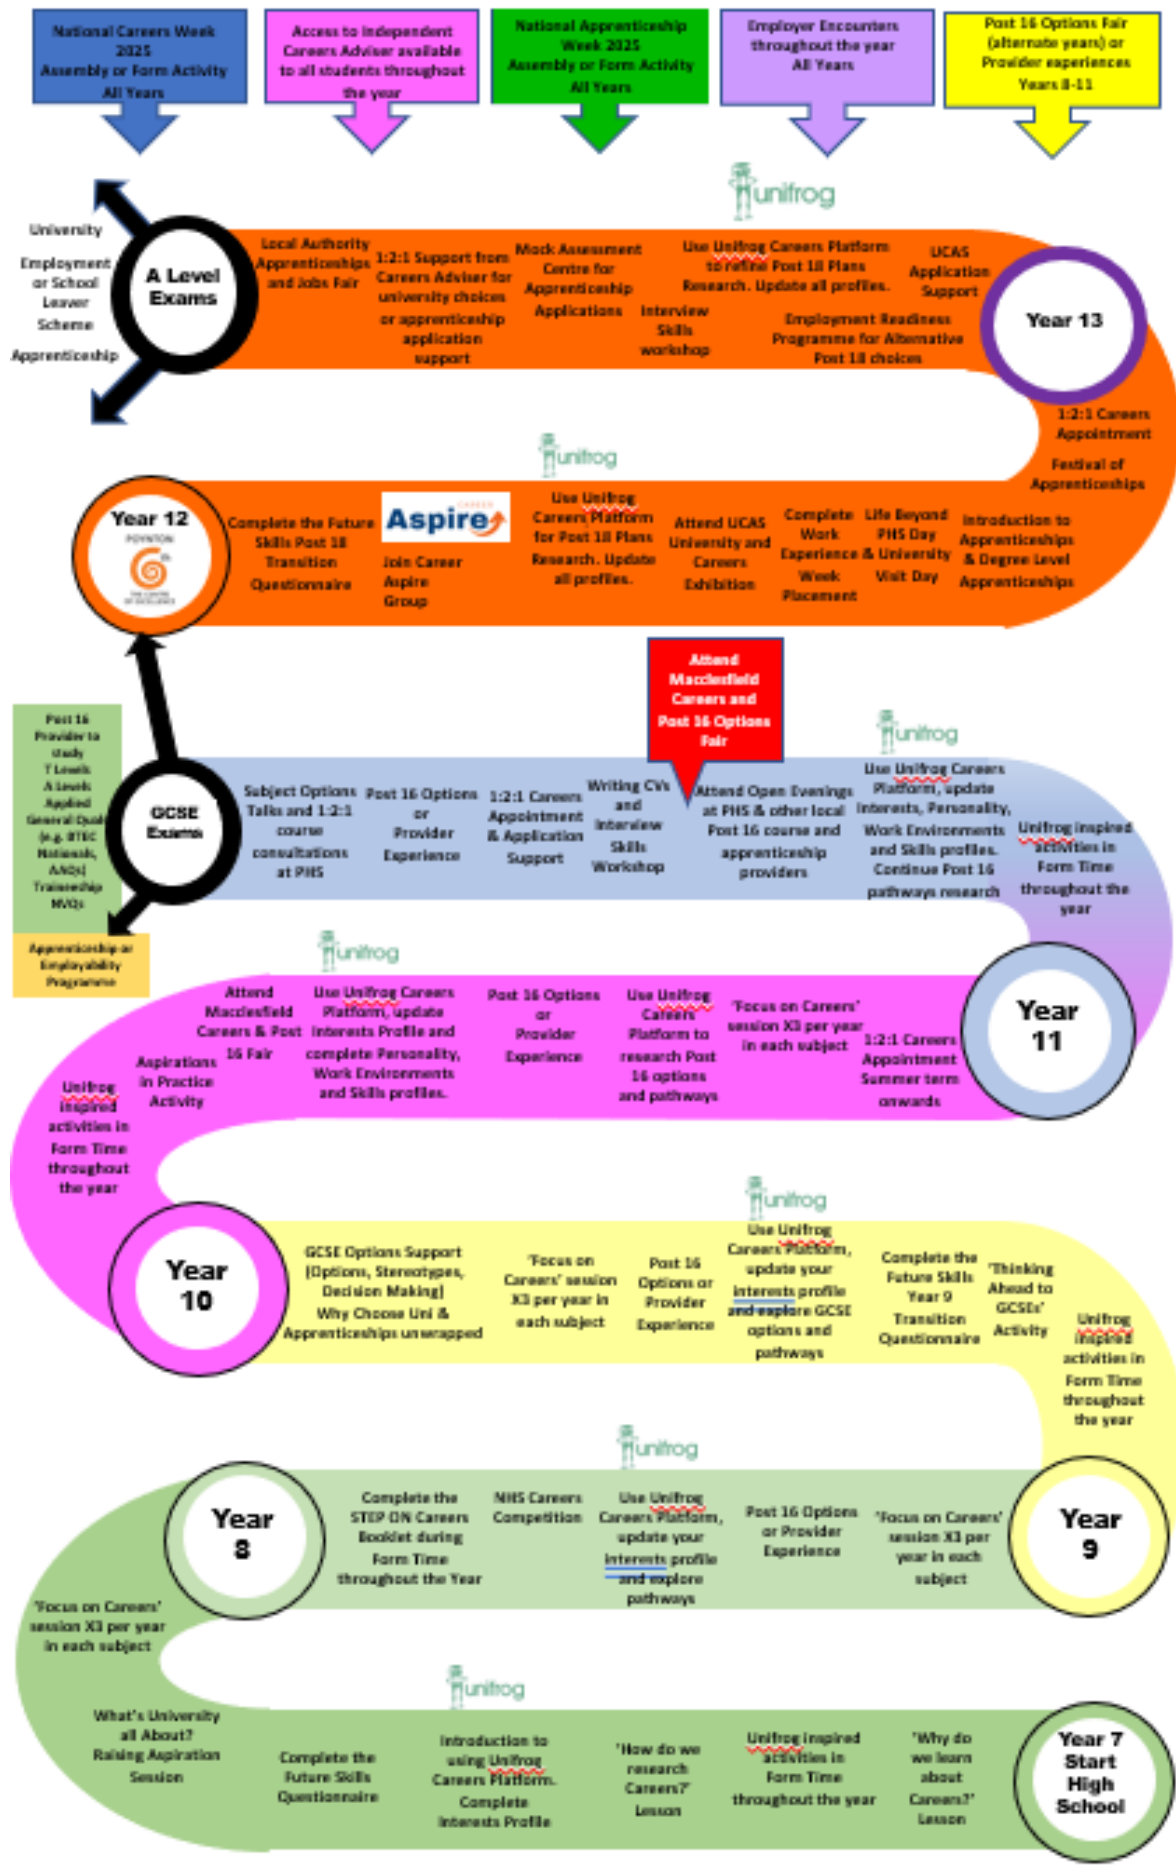 National Careers Week
2025
Assembly or Form Activity
All Years
Access to Independent
Careers Adviser available
to all students throughout
the year
National Apprenticeship
Week 2025
Assembly or Form Activity
All Years
Employer Encounters
throughout the year
All Years
Post 16 Options Fair
(alternate years) or
Provider experiences
Years 8-11
unifrog
University
Employment
or School
Leaver
Scheme
Apprenticeship
A Level
Exams
Local Authority
Apprenticeships
and Jobs Fair
1:2:1 Support from
Careers Adviser for
university choices
or apprenticeship
application
support
Mock Assessment
Centre for
Apprenticeship
Applications
Interview
Skills
workshop
Use Unifrog Careers Platform
to refine Post 18 Plans
Research. Update all profiles.
Employment Readiness
Programme for Alternative
Post 18 choices
UCAS
Application
Support
Year 13
1:2:1 Careers
Appointment
Festival of
Apprenticeships
unifrog
Year 12
POYNTON
THE CENTRE
OF EXCELLENCE
Complete the Future
Skills Post 18
Transition
Questionnaire
CAREER
Aspire
Join Career
Aspire
Group
Use Unifrog
Careers Platform
for Post 18 Plans
Research. Update
all profiles.
Attend UCAS
University and
Careers
Exhibition
Complete
Work
Experience
Week
Placement
Life Beyond
PHS Day
& University
Visit Day
Introduction to
Apprenticeships
& Degree Level
Apprenticeships
Attend
Macclesfield
Careers and
Post 16 Options
Fair
unifrog
Post 16
Provider to
study
T Levels
A Levels
Applied
General Quals
(e.g. BTEC
Nationals,
AAQs)
Traineeship
NVQs
Apprenticeship or
Employability
Programme
GCSE
Exams
Subject Options
Talks and 1:2:1
course
consultations
at PHS
Post 16 Options
or
Provider
Experience
1:2:1 Careers
Appointment
& Application
Support
Writing CVs
and
Interview
Skills
Workshop
Attend Open Evenings
at PHS & other local
Post 16 course and
apprenticeship
providers
Use Unifrog Careers
Platform, update
Interests, Personality,
Work Environments
and Skills profiles.
Continue Post 16
pathways research
Unifrog inspired
activities in
Form Time
throughout the
year
unifrog
Year
11
Unifrog
inspired
activities in
Form Time
throughout
the year
Aspirations
in Practice
Activity
Attend
Macclesfield
Careers & Post
16 Fair
Use Unifrog Careers
Platform, update
Interests Profile and
complete Personality,
Work Environments
and Skills profiles.
Post 16 Options
or
Provider
Experience
Use Unifrog
Careers
Platform to
research Post
16 options
and pathways
'Focus on Careers'
session X3 per year
in each subject
1:2:1 Careers
Appointment
Summer term
onwards
unifrog
Year
10
GCSE Options Support
(Options, Stereotypes,
Decision Making)
Why Choose Uni &
Apprenticeships unwrapped
'Focus on
Careers' session
X3 per year in
each subject
Post 16
Options or
Provider
Experience
Use Unifrog
Careers Platform,
update your
interests profile
and explore GCSE
options and
pathways
Complete the
Future Skills
Year 9
Transition
Questionnaire
'Thinking
Ahead to
GCSEs'
Activity
Unifrog
inspired
activities in
Form Time
throughout
the year
unifrog
Year
8
Complete the
STEP ON Careers
Booklet during
Form Time
throughout the Year
NHS Careers
Competition
Use Unifrog
Careers Platform,
update your
interests profile
and explore
pathways
Post 16 Options
or Provider
Experience
'Focus on Careers'
session X3 per
year in each
subject
Year
9
'Focus on Careers'
session X3 per year
in each subject
What's University
all About?
Raising Aspiration
Session
unifrog
Complete the
Future Skills
Questionnaire
Introduction to
using Unifrog
Careers Platform.
Complete
Interests Profile
'How do we
research
Careers?'
Lesson
Unifrog inspired
activities in
Form Time
throughout the year
'Why do
we learn
about
Careers?'
Lesson
Year 7
Start
High
School